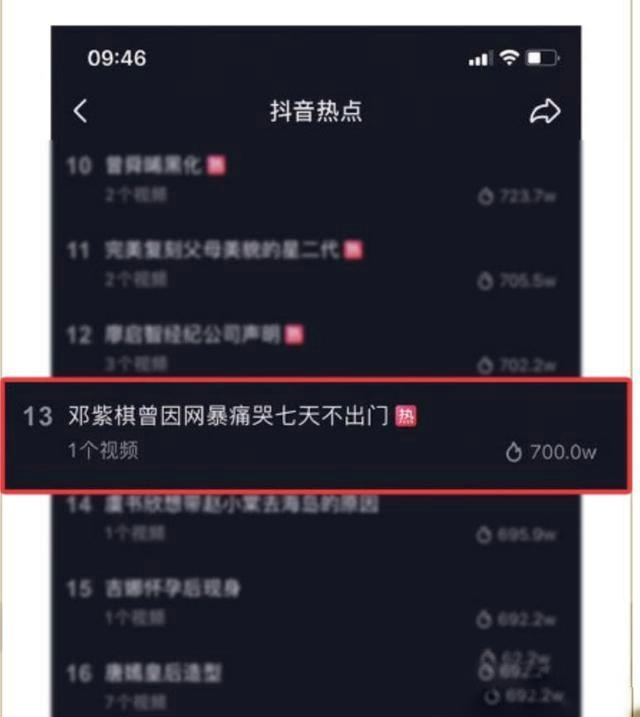 09:46
抖音热点
10 曾舜晞黑化 热
2个视频
723.7w
11 完美复刻父母美貌的星二代 热
2个视频
705.5w
12 廖启智经纪公司声明 热
3个视频
702.2w
13 邓紫棋曾因网暴痛哭七天不出门 热
1个视频
700.0w
14 虞书欣想带赵小棠去海岛的原因
1个视频
695.9w
15 吉娜怀孕后现身
1个视频
692.2w
16 唐嫣皇后造型
7个视频
692.2w